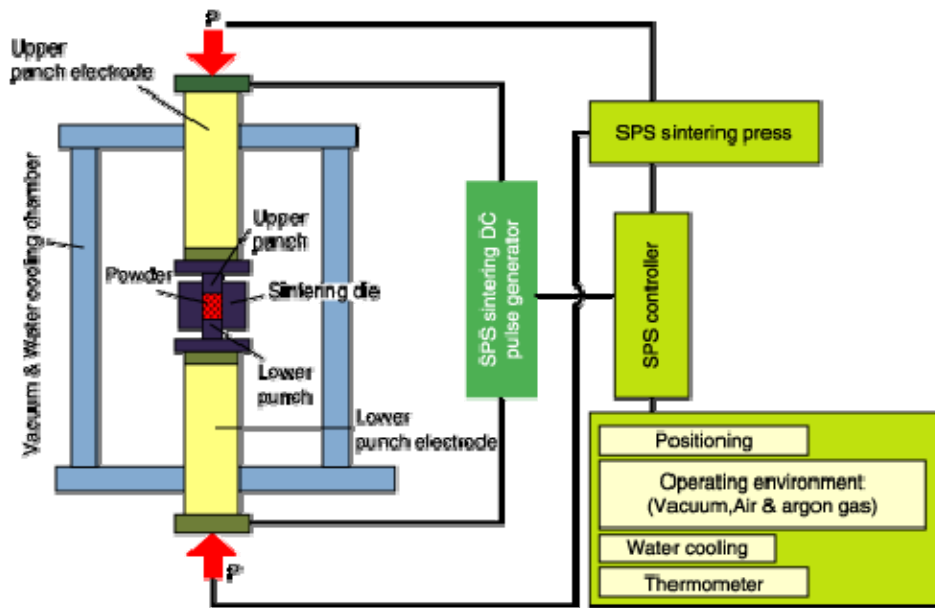 P
Upper
punch electrode
SPS sintering press
Vacuum & Water cooling chamber
Upper
punch
Powder
Sintering die
SPS sintering DC
pulse generator
SPS controller
Lower
punch
Lower
punch electrode
Positioning
Operating environment
(Vacuum,Air & argon gas)
Water cooling
Thermometer
P